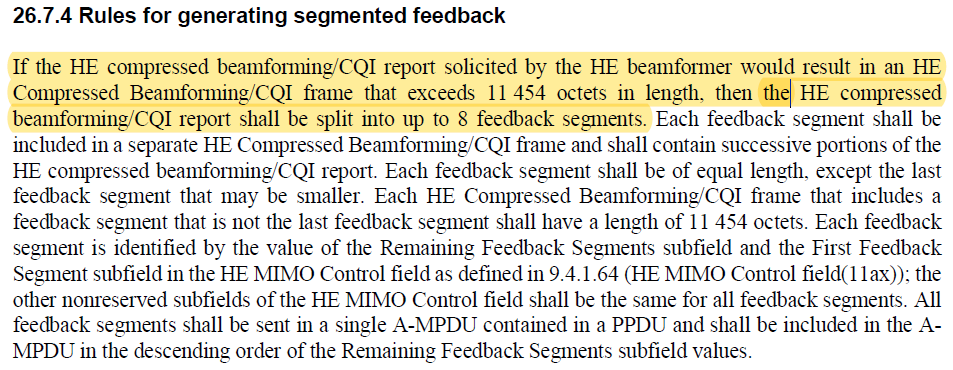 26.7.4 Rules for generating segmented feedback
If the HE compressed beamforming/CQI report solicited by the HE beamformer would result in an HE
Compressed Beamforming/CQI frame that exceeds 11 454 octets in length, then the HE compressed
beamforming/CQI report shall be split into up to 8 feedback segments. Each feedback segment shall be
included in a separate HE Compressed Beamforming/CQI frame and shall contain successive portions of the
HE compressed beamforming/CQI report. Each feedback segment shall be of equal length, except the last
feedback segment that may be smaller. Each HE Compressed Beamforming/CQI frame that includes a
feedback segment that is not the last feedback segment shall have a length of 11 454 octets. Each feedback
segment is identified by the value of the Remaining Feedback Segments subfield and the First Feedback
Segment subfield in the HE MIMO Control field as defined in 9.4.1.64 (HE MIMO Control field(11ax)); the
other nonreserved subfields of the HE MIMO Control field shall be the same for all feedback segments. All
feedback segments shall be sent in a single A-MPDU contained in a PPDU and shall be included in the A-
MPDU in the descending order of the Remaining Feedback Segments subfield values.